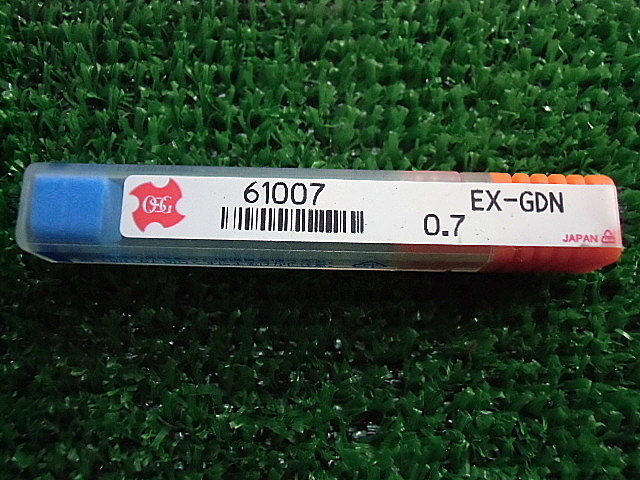 OSG
61007
EX-GDN
0.7
JAPAN